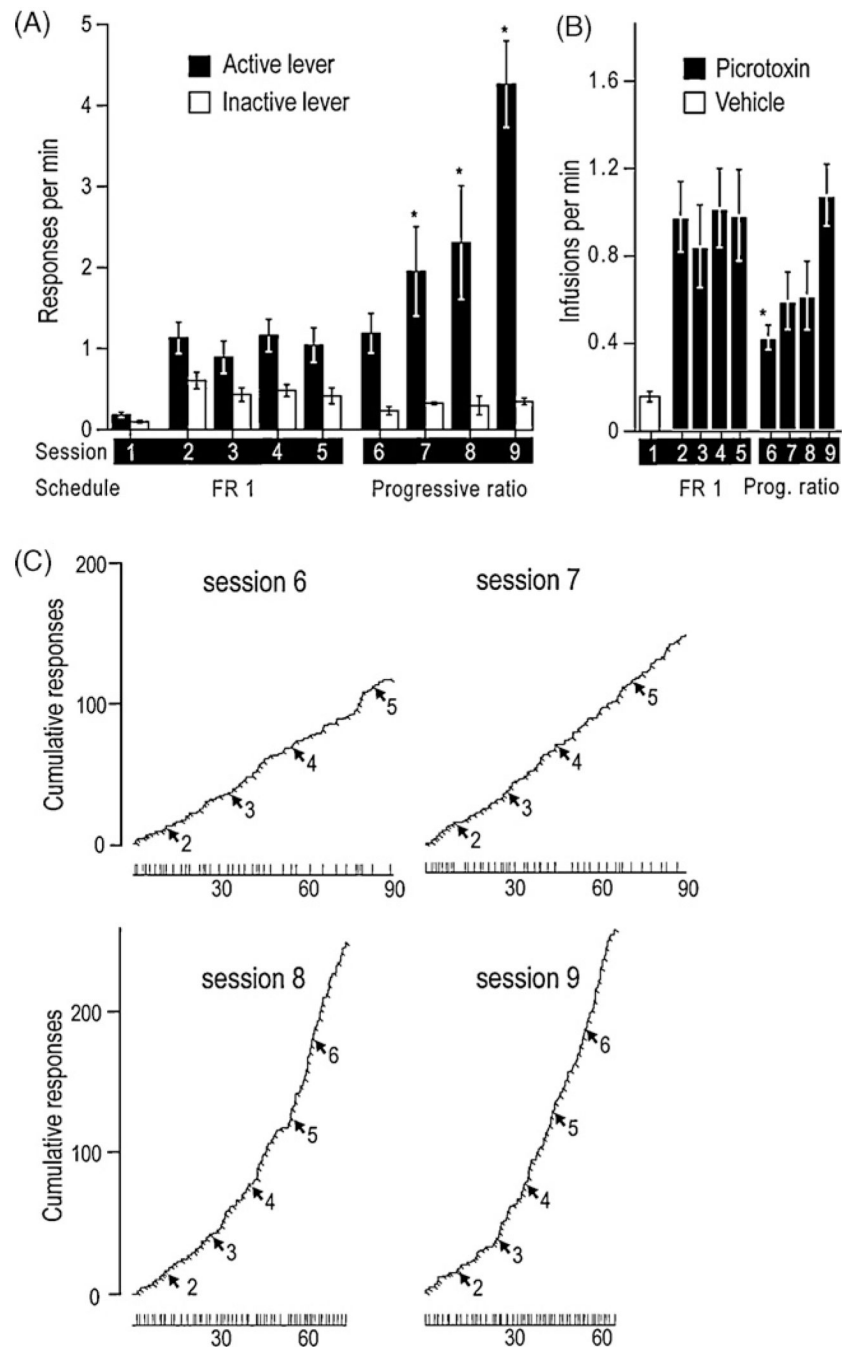 (A)
5
4
3
2
1
0
Responses per min
Active lever
Inactive lever
*
*
*
*
Session 1 2 3 4 5 6 7 8 9
Schedule FR 1 Progressive ratio
(B)
1.6
1.2
0.8
0.4
0
Infusions per min
Picrotoxin
Vehicle
*
1 2 3 4 5 6 7 8 9
FR 1 Prog. ratio
(C)
200
100
0
Cumulative responses
session 6
2
3
4
5
30 60 90
session 7
2
3
4
5
30 60 90
200
100
0
Cumulative responses
session 8
2
3
4
5
6
30 60
session 9
2
3
4
5
6
30 60